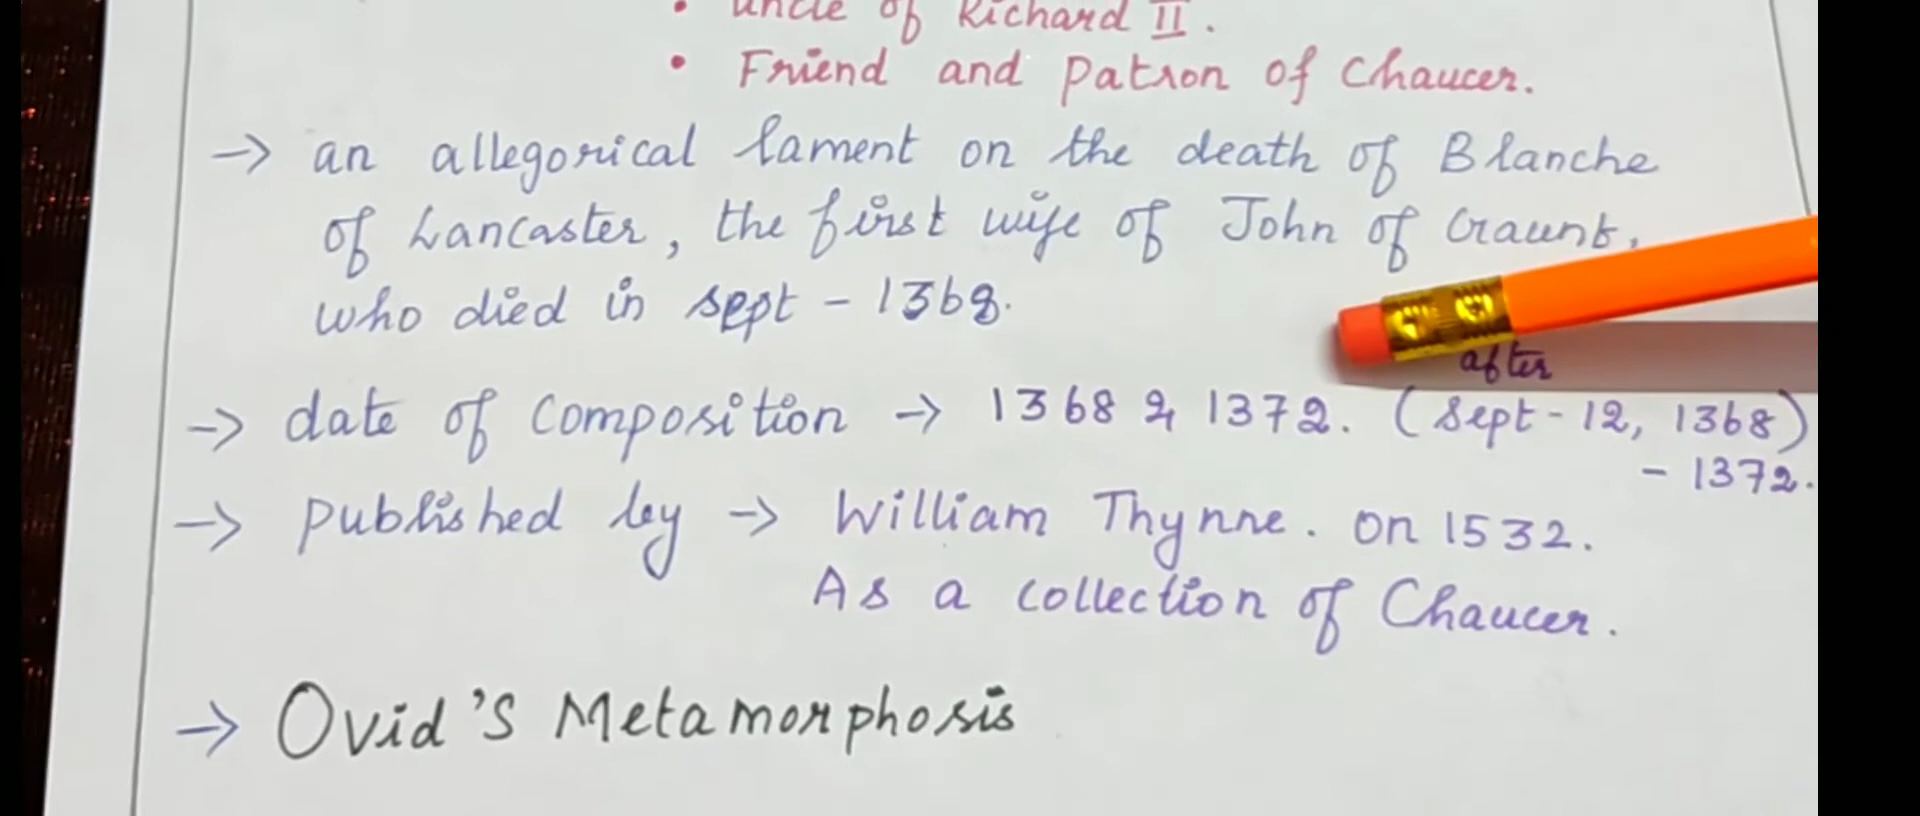 • Uncle of Richard II.
• Friend and Patron of Chaucer.
→ an allegorical lament on the death of Blanche
of Lancaster, the first wife of John of Graunt,
who died in sept - 1368.
after
→ date of composition → 1368 & 1372. (Sept - 12, 1368)
- 1372.
→ published by → William Thynne. on 1532.
As a collection of Chaucer.
→ Ovid's Metamorphosis